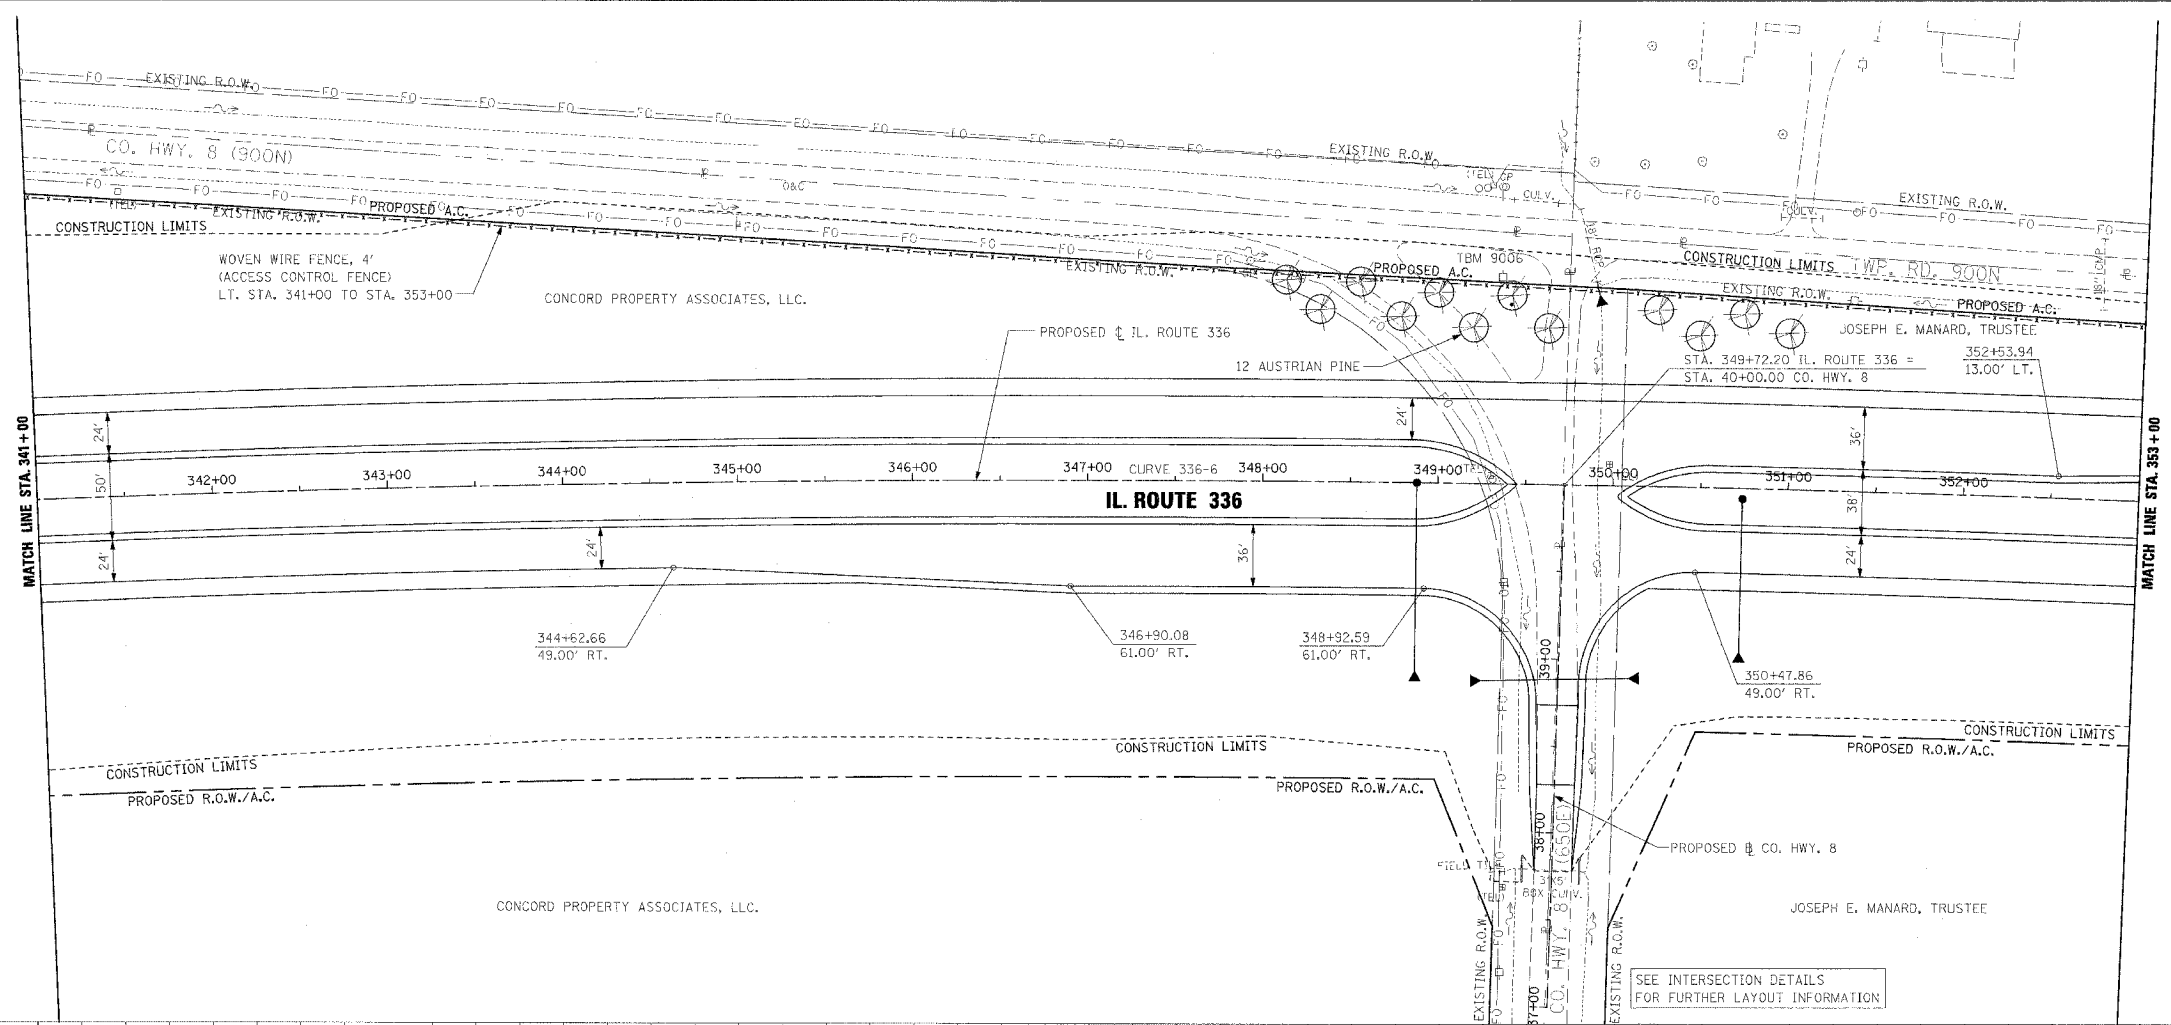 EXISTING R.O.W.
CO. HWY. 8 (900N)
O&C
EXISTING R.O.W.
PROPOSED A.C.
CONSTRUCTION LIMITS
WOVEN WIRE FENCE, 4'
(ACCESS CONTROL FENCE)
LT. STA. 341+00 TO STA. 353+00
CONCORD PROPERTY ASSOCIATES, LLC.
EXISTING R.O.W.
CULV.
EXISTING R.O.W.
CULV.
EXISTING R.O.W.
PROPOSED A.C.
TBM 9006
CONSTRUCTION LIMITS
TWP. RD. 900N
EXISTING R.O.W.
PROPOSED A.C.
JOSEPH E. MANARD, TRUSTEE
PROPOSED ℄ IL. ROUTE 336
12 AUSTRIAN PINE
STA. 349+72.20 IL. ROUTE 336 =
STA. 40+00.00 CO. HWY. 8
352+53.94
13.00' LT.
MATCH LINE STA. 341+00
24'
50'
24'
342+00
343+00
344+00
345+00
346+00
347+00
CURVE 336-6
348+00
349+00
350+00
351+00
352+00
IL. ROUTE 336
24'
36'
24'
36'
38'
24'
MATCH LINE STA. 353+00
344+62.66
49.00' RT.
346+90.08
61.00' RT.
348+92.59
61.00' RT.
350+47.86
49.00' RT.
39+00
CONSTRUCTION LIMITS
PROPOSED R.O.W./A.C.
CONSTRUCTION LIMITS
PROPOSED R.O.W./A.C.
CONSTRUCTION LIMITS
PROPOSED R.O.W./A.C.
38+00
PROPOSED ⅊ CO. HWY. 8
CO. HWY. 8 (650E)
CONCORD PROPERTY ASSOCIATES, LLC.
JOSEPH E. MANARD, TRUSTEE
EXISTING R.O.W.
37+00
EXISTING R.O.W.
SEE INTERSECTION DETAILS
FOR FURTHER LAYOUT INFORMATION